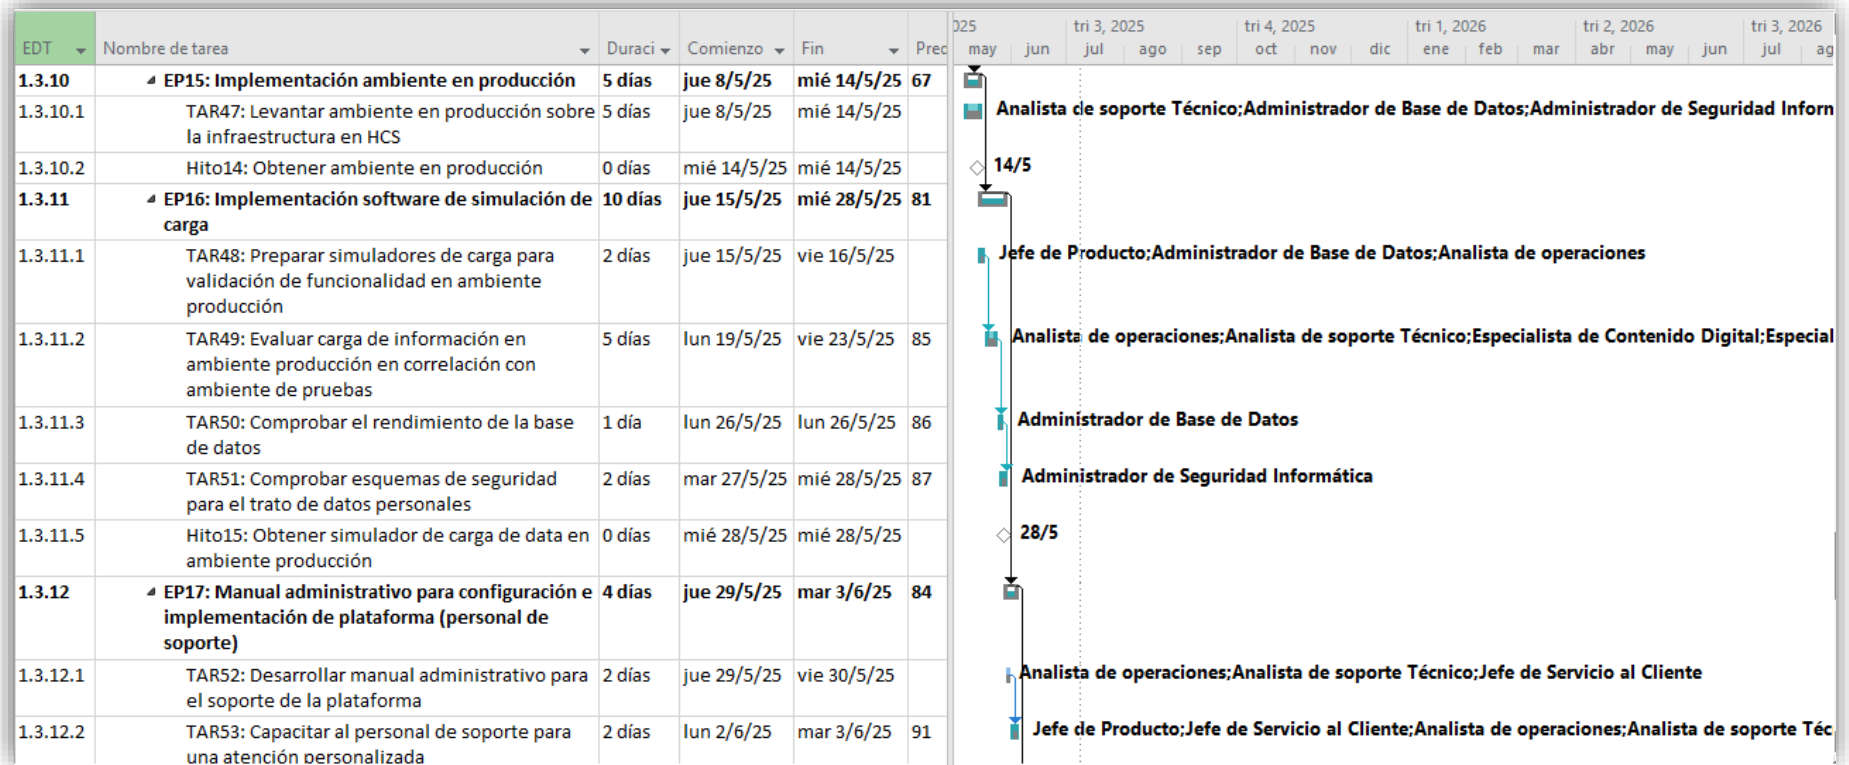 EDT Nombre de tarea Duraci Comienzo Fin Prec
025 tri 3, 2025 tri 4, 2025 tri 1, 2026 tri 2, 2026 tri 3, 2026
may jun jul ago sep oct nov dic ene feb mar abr may jun jul ag
1.3.10 EP15: Implementación ambiente en producción 5 días jue 8/5/25 mié 14/5/25 67
1.3.10.1 TAR47: Levantar ambiente en producción sobre 5 días jue 8/5/25 mié 14/5/25 Analista de soporte Técnico;Administrador de Base de Datos;Administrador de Seguridad Inforn
la infraestructura en HCS
1.3.10.2 Hito14: Obtener ambiente en producción 0 días mié 14/5/25 mié 14/5/25 14/5
1.3.11 EP16: Implementación software de simulación de 10 días jue 15/5/25 mié 28/5/25 81
carga
1.3.11.1 TAR48: Preparar simuladores de carga para 2 días jue 15/5/25 vie 16/5/25 Jefe de Producto;Administrador de Base de Datos;Analista de operaciones
validación de funcionalidad en ambiente
producción
1.3.11.2 TAR49: Evaluar carga de información en 5 días lun 19/5/25 vie 23/5/25 85 Analista de operaciones;Analista de soporte Técnico;Especialista de Contenido Digital;Especial
ambiente producción en correlación con
ambiente de pruebas
1.3.11.3 TAR50: Comprobar el rendimiento de la base 1 día lun 26/5/25 lun 26/5/25 86 Administrador de Base de Datos
de datos
1.3.11.4 TAR51: Comprobar esquemas de seguridad 2 días mar 27/5/25 mié 28/5/25 87 Administrador de Seguridad Informática
para el trato de datos personales
1.3.11.5 Hito15: Obtener simulador de carga de data en 0 días mié 28/5/25 mié 28/5/25 28/5
ambiente producción
1.3.12 EP17: Manual administrativo para configuración e 4 días jue 29/5/25 mar 3/6/25 84
implementación de plataforma (personal de
soporte)
1.3.12.1 TAR52: Desarrollar manual administrativo para 2 días jue 29/5/25 vie 30/5/25 Analista de operaciones;Analista de soporte Técnico;Jefe de Servicio al Cliente
el soporte de la plataforma
1.3.12.2 TAR53: Capacitar al personal de soporte para 2 días lun 2/6/25 mar 3/6/25 91 Jefe de Producto;Jefe de Servicio al Cliente;Analista de operaciones;Analista de soporte Téc
una atención personalizada